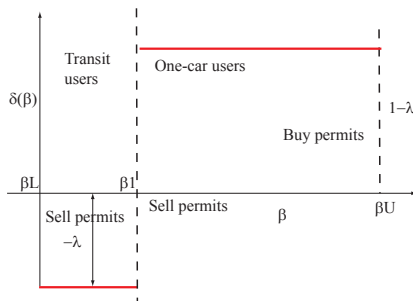 Transit
users
One-car users
δ(β)
1–λ
Buy permits
βL
β1
Sell permits
Sell permits
β
βU
–λ